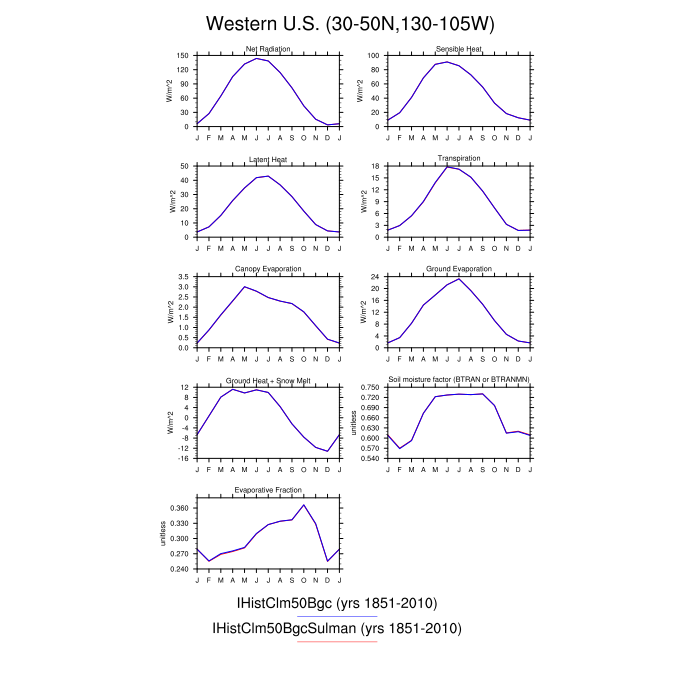 Western U.S. (30-50N,130-105W)
Net Radiation
W/m^2
150
120
90
60
30
0
J F M A M J J A S O N D J
Sensible Heat
W/m^2
100
80
60
40
20
0
J F M A M J J A S O N D J
Latent Heat
W/m^2
50
40
30
20
10
0
J F M A M J J A S O N D J
Transpiration
W/m^2
18
15
12
9
6
3
0
J F M A M J J A S O N D J
Canopy Evaporation
W/m^2
3.5
3.0
2.5
2.0
1.5
1.0
0.5
0.0
J F M A M J J A S O N D J
Ground Evaporation
W/m^2
24
20
16
12
8
4
0
J F M A M J J A S O N D J
Ground Heat + Snow Melt
W/m^2
12
8
4
0
-4
-8
-12
-16
J F M A M J J A S O N D J
Soil moisture factor (BTRAN or BTRANMN)
unitless
0.750
0.720
0.690
0.660
0.630
0.600
0.570
0.540
J F M A M J J A S O N D J
Evaporative Fraction
unitless
0.360
0.330
0.300
0.270
0.240
J F M A M J J A S O N D J
IHistClm50Bgc (yrs 1851-2010)
IHistClm50BgcSulman (yrs 1851-2010)